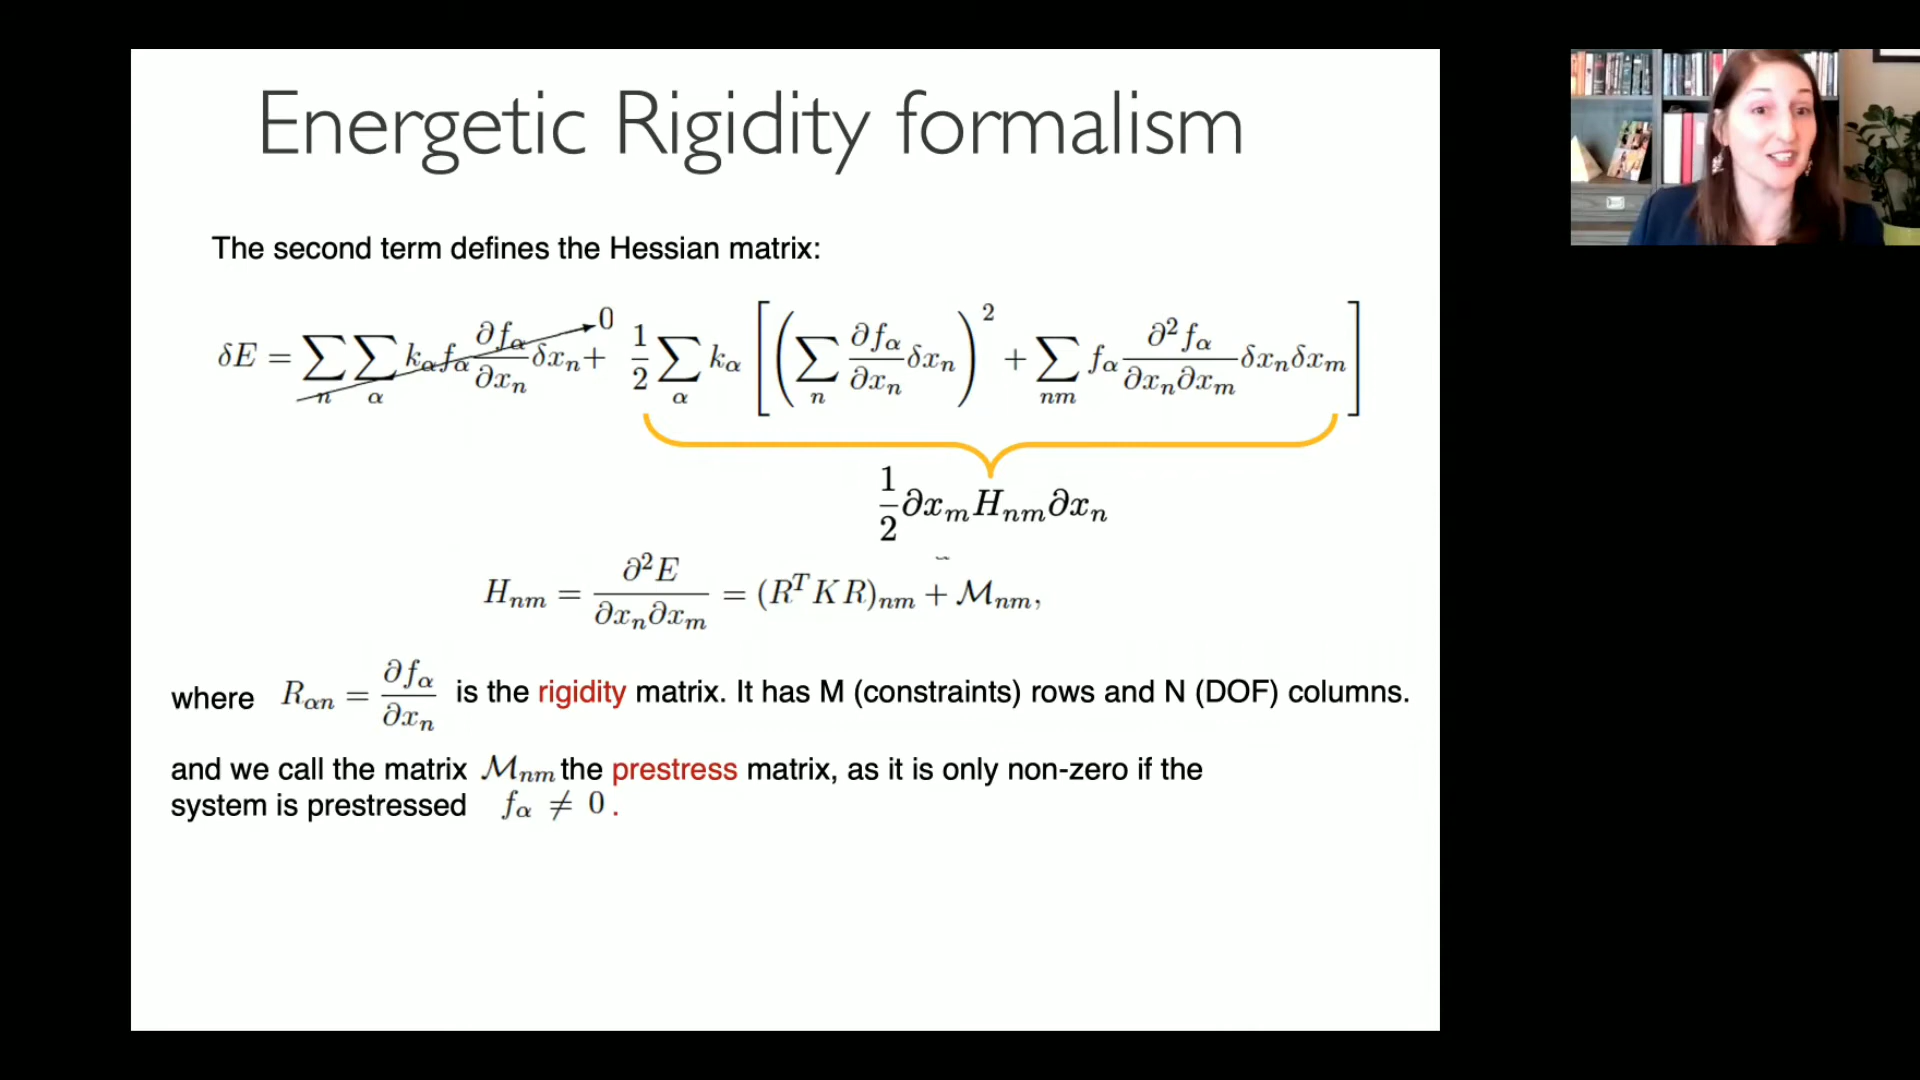 Energetic Rigidity formalism
The second term defines the Hessian matrix:
δE = ∑_n ∑_α k_α f_α ∂f_α/∂x_n δx_n → 0 + 1/2 ∑_α k_α [ ( ∑_n ∂f_α/∂x_n δx_n )² + ∑_nm f_α ∂²f_α/∂x_n∂x_m δx_n δx_m ]
1/2 ∂x_m H_nm ∂x_n
H_nm = ∂²E/∂x_n∂x_m = (R^T K R)_nm + ℳ_nm,
where R_αn = ∂f_α/∂x_n is the rigidity matrix. It has M (constraints) rows and N (DOF) columns.
and we call the matrix ℳ_nm the prestress matrix, as it is only non-zero if the
system is prestressed f_α ≠ 0 .